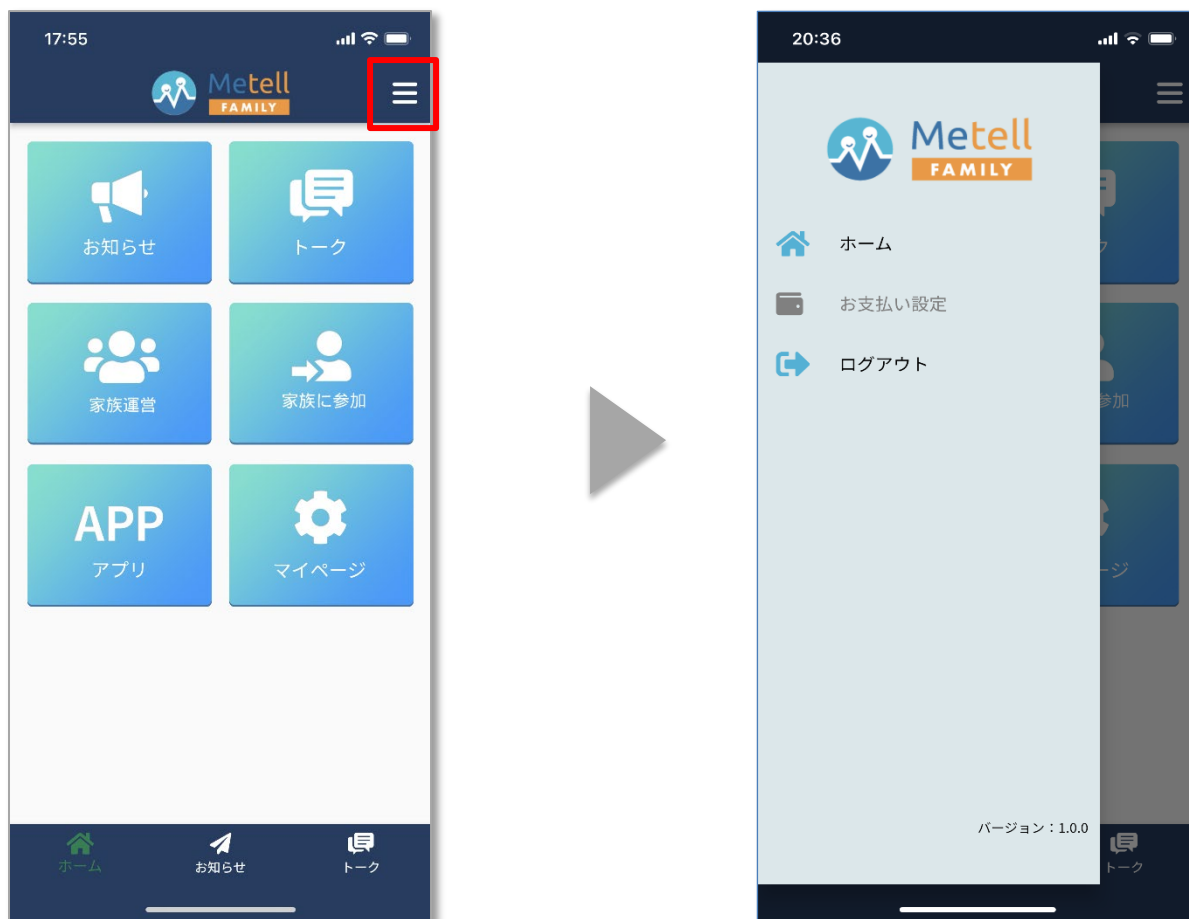 17:55
Metell
FAMILY
お知らせ
トーク
家族運営
家族に参加
APP
アプリ
マイページ
ホーム
お知らせ
トーク
20:36
Metell
FAMILY
ホーム
お支払い設定
ログアウト
ク
参加
ージ
バージョン：1.0.0
トーク